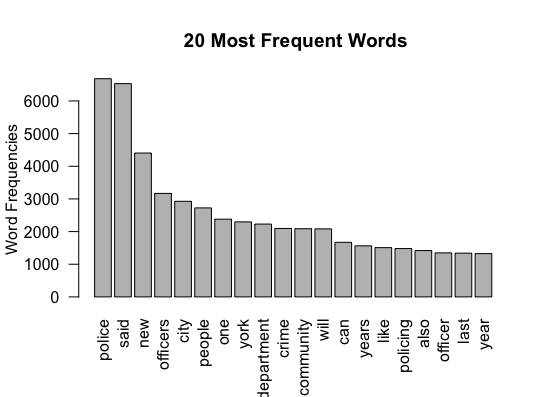 20 Most Frequent Words
Word Frequencies
6000
5000
4000
3000
2000
1000
0
police
said
new
officers
city
people
one
york
department
crime
community
will
can
years
like
policing
also
officer
last
year